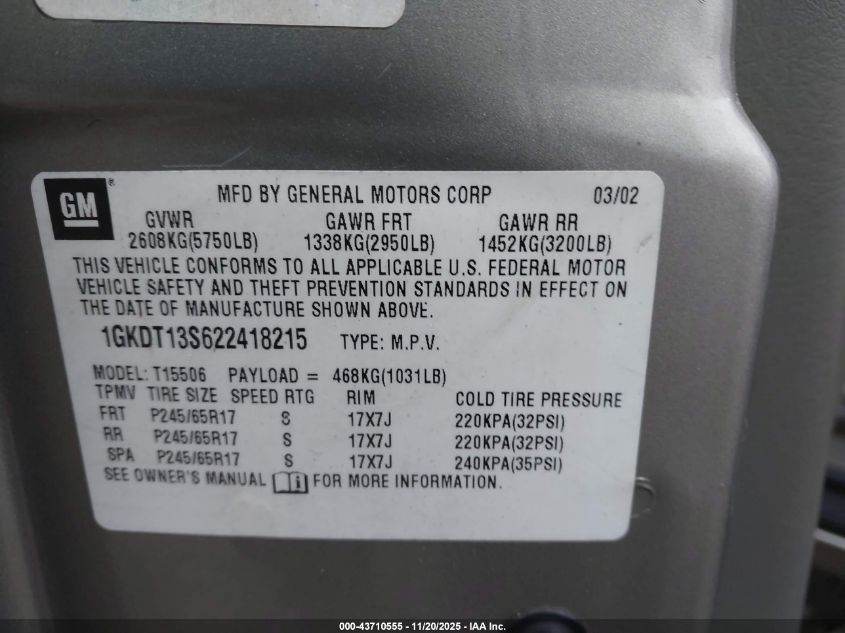 GM ®
MFD BY GENERAL MOTORS CORP 03/02
GVWR GAWR FRT GAWR RR
2608KG(5750LB) 1338KG(2950LB) 1452KG(3200LB)
THIS VEHICLE CONFORMS TO ALL APPLICABLE U.S. FEDERAL MOTOR
VEHICLE SAFETY AND THEFT PREVENTION STANDARDS IN EFFECT ON
THE DATE OF MANUFACTURE SHOWN ABOVE.
1GKDT13S622418215 TYPE: M.P.V.
MODEL: T15506 PAYLOAD = 468KG(1031LB)
TPMV TIRE SIZE SPEED RTG RIM COLD TIRE PRESSURE
FRT P245/65R17 S 17X7J 220KPA(32PSI)
RR P245/65R17 S 17X7J 220KPA(32PSI)
SPA P245/65R17 S 17X7J 240KPA(35PSI)
SEE OWNER'S MANUAL i FOR MORE INFORMATION.
000-43710555 - 11/20/2025 - IAA Inc.